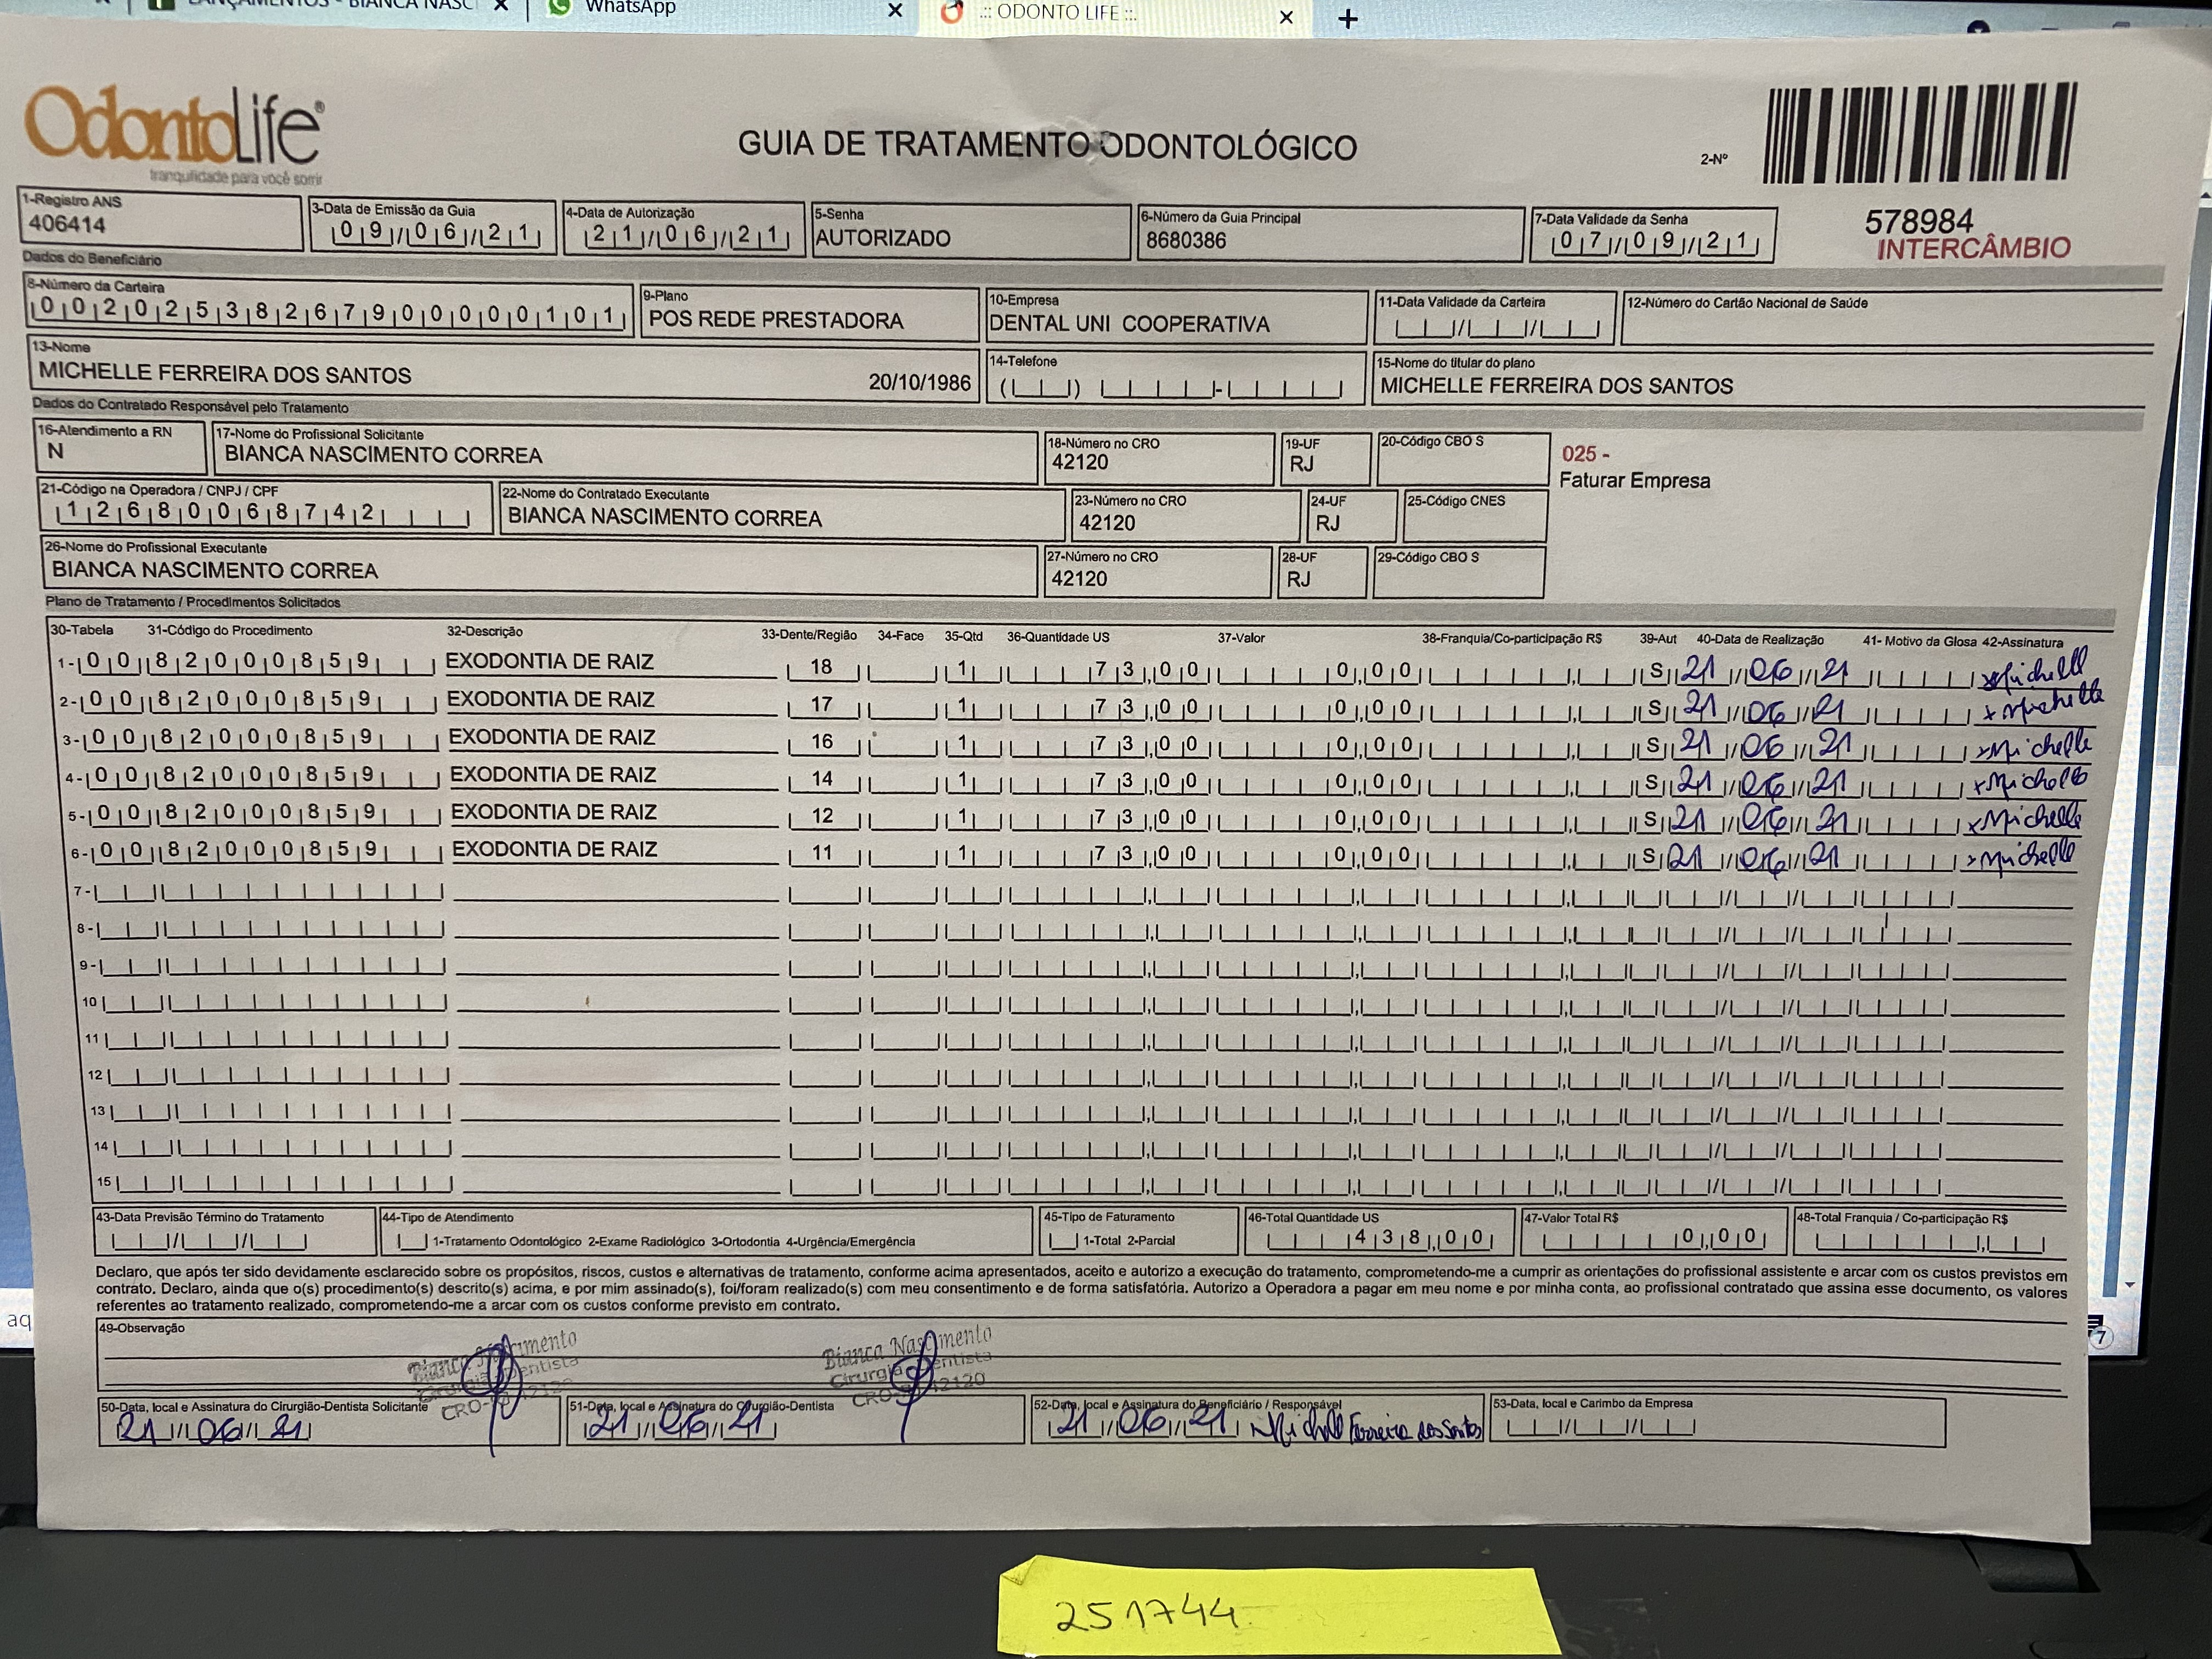 WhatsApp
.:: ODONTO LIFE ::.
OdontoLife®
tranquilidade para você sorrir
GUIA DE TRATAMENTO ODONTOLÓGICO
2-Nº
578984
INTERCÂMBIO
1-Registro ANS
406414
3-Data de Emissão da Guia
09/06/21
4-Data de Autorização
21/06/21
5-Senha
AUTORIZADO
6-Número da Guia Principal
8680386
7-Data Validade da Senha
07/09/21
Dados do Beneficiário
8-Número da Carteira
00202538267900000101
9-Plano
POS REDE PRESTADORA
10-Empresa
DENTAL UNI COOPERATIVA
11-Data Validade da Carteira
12-Número do Cartão Nacional de Saúde
13-Nome
MICHELLE FERREIRA DOS SANTOS 20/10/1986
14-Telefone
15-Nome do titular do plano
MICHELLE FERREIRA DOS SANTOS
Dados do Contratado Responsável pelo Tratamento
16-Atendimento a RN
N
17-Nome do Profissional Solicitante
BIANCA NASCIMENTO CORREA
18-Número no CRO
42120
19-UF
RJ
20-Código CBO S
025 -
Faturar Empresa
21-Código na Operadora / CNPJ / CPF
12680068742
22-Nome do Contratado Executante
BIANCA NASCIMENTO CORREA
23-Número no CRO
42120
24-UF
RJ
25-Código CNES
26-Nome do Profissional Executante
BIANCA NASCIMENTO CORREA
27-Número no CRO
42120
28-UF
RJ
29-Código CBO S
Plano de Tratamento / Procedimentos Solicitados
30-Tabela 31-Código do Procedimento 32-Descrição 33-Dente/Região 34-Face 35-Qtd 36-Quantidade US 37-Valor 38-Franquia/Co-participação R$ 39-Aut 40-Data de Realização 41- Motivo da Glosa 42-Assinatura
1- 00 82000859 EXODONTIA DE RAIZ 18 1 73,00 0,00 S 21/06/21 xMichell
2- 00 82000859 EXODONTIA DE RAIZ 17 1 73,00 0,00 S 21/06/21 xMichelle
3- 00 82000859 EXODONTIA DE RAIZ 16 1 73,00 0,00 S 21/06/21 xMichelle
4- 00 82000859 EXODONTIA DE RAIZ 14 1 73,00 0,00 S 21/06/21 xMichelle
5- 00 82000859 EXODONTIA DE RAIZ 12 1 73,00 0,00 S 21/06/21 xMichelle
6- 00 82000859 EXODONTIA DE RAIZ 11 1 73,00 0,00 S 21/06/21 xMichelle
7-
8-
9-
10
11
12
13
14
15
43-Data Previsão Término do Tratamento
44-Tipo de Atendimento
1-Tratamento Odontológico 2-Exame Radiológico 3-Ortodontia 4-Urgência/Emergência
45-Tipo de Faturamento
1-Total 2-Parcial
46-Total Quantidade US
438,00
47-Valor Total R$
0,00
48-Total Franquia / Co-participação R$
Declaro, que após ter sido devidamente esclarecido sobre os propósitos, riscos, custos e alternativas de tratamento, conforme acima apresentados, aceito e autorizo a execução do tratamento, comprometendo-me a cumprir as orientações do profissional assistente e arcar com os custos previstos em
contrato. Declaro, ainda que o(s) procedimento(s) descrito(s) acima, e por mim assinado(s), foi/foram realizado(s) com meu consentimento e de forma satisfatória. Autorizo a Operadora a pagar em meu nome e por minha conta, ao profissional contratado que assina esse documento, os valores
referentes ao tratamento realizado, comprometendo-me a arcar com os custos conforme previsto em contrato.
49-Observação
Bianca Nascimento
Cirurgiã Dentista
CRO-RJ 42120
Bianca Nascimento
Cirurgiã Dentista
CRO-RJ 42120
50-Data, local e Assinatura do Cirurgião-Dentista Solicitante
21/06/21
51-Data, local e Assinatura do Cirurgião-Dentista
21/06/21
52-Data, local e Assinatura do Beneficiário / Responsável
21/06/21 Michelle Ferreira dos Santos
53-Data, local e Carimbo da Empresa
251744